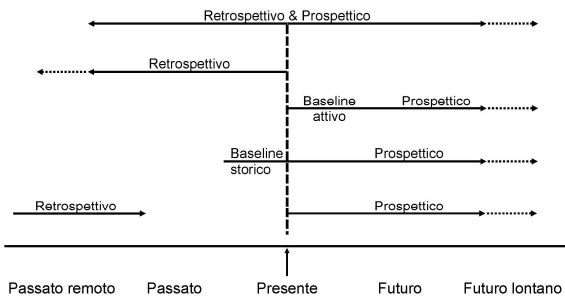 Retrospettivo & Prospettico
Retrospettivo
Baseline attivo Prospettico
Baseline storico Prospettico
Retrospettivo Prospettico
Passato remoto Passato Presente Futuro Futuro lontano